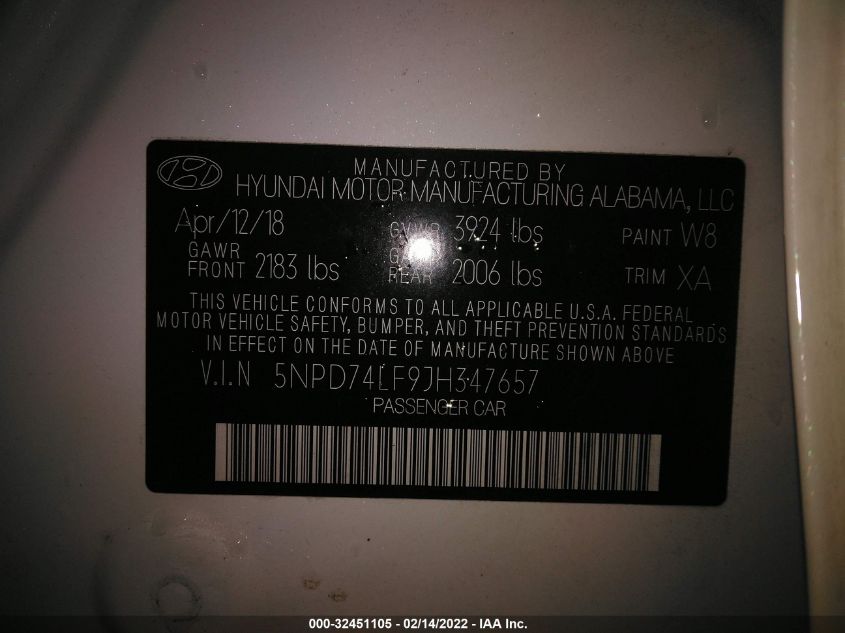 MANUFACTURED BY
HYUNDAI MOTOR MANUFACTURING ALABAMA, LLC
Apr/12/18 GVWR 3924 lbs PAINT W8
GAWR FRONT 2183 lbs GAWR REAR 2006 lbs TRIM XA
THIS VEHICLE CONFORMS TO ALL APPLICABLE U.S.A. FEDERAL
MOTOR VEHICLE SAFETY, BUMPER, AND THEFT PREVENTION STANDARDS
IN EFFECT ON THE DATE OF MANUFACTURE SHOWN ABOVE
V.I.N 5NPD74LF9JH347657
PASSENGER CAR
000-32451105 - 02/14/2022 - IAA Inc.